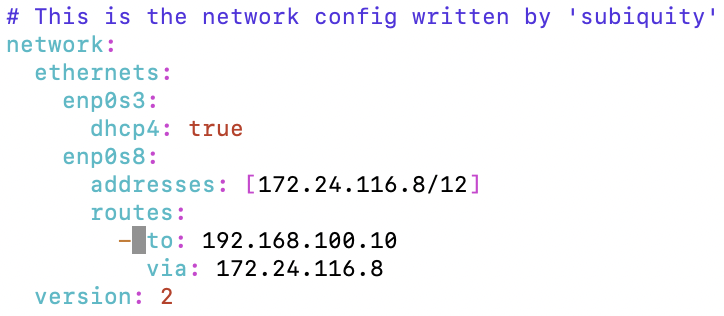 # This is the network config written by 'subiquity'
network:
  ethernets:
    enp0s3:
      dhcp4: true
    enp0s8:
      addresses: [172.24.116.8/12]
      routes:
        - to: 192.168.100.10
          via: 172.24.116.8
  version: 2